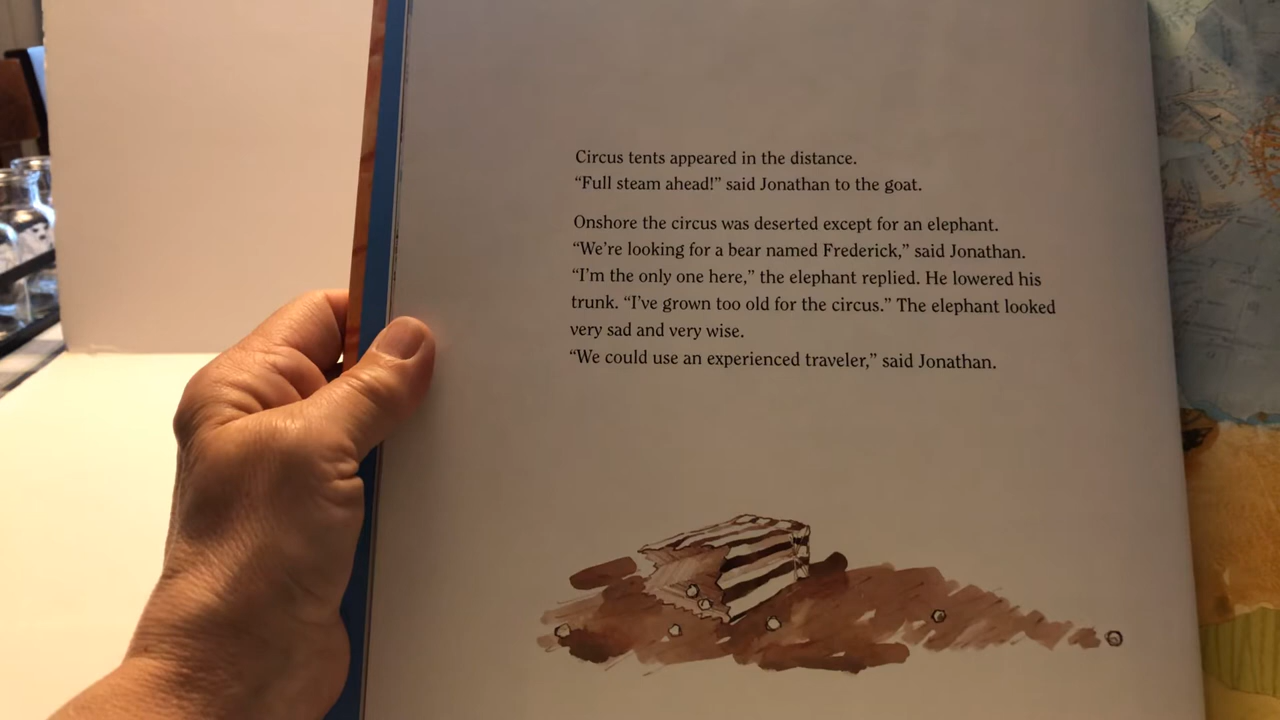 Circus tents appeared in the distance.
“Full steam ahead!” said Jonathan to the goat.
Onshore the circus was deserted except for an elephant.
“We’re looking for a bear named Frederick,” said Jonathan.
“I’m the only one here,” the elephant replied. He lowered his
trunk. “I’ve grown too old for the circus.” The elephant looked
very sad and very wise.
“We could use an experienced traveler,” said Jonathan.